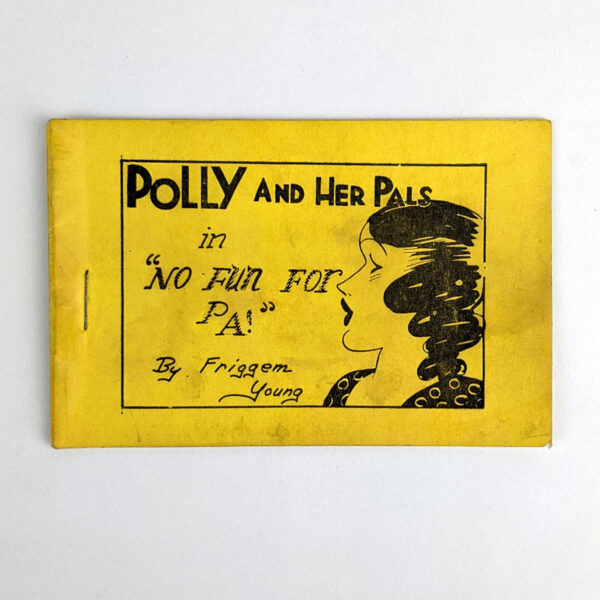 POLLY AND HER PALS
in
"NO FUN FOR
PA!"
By Friggem
Young